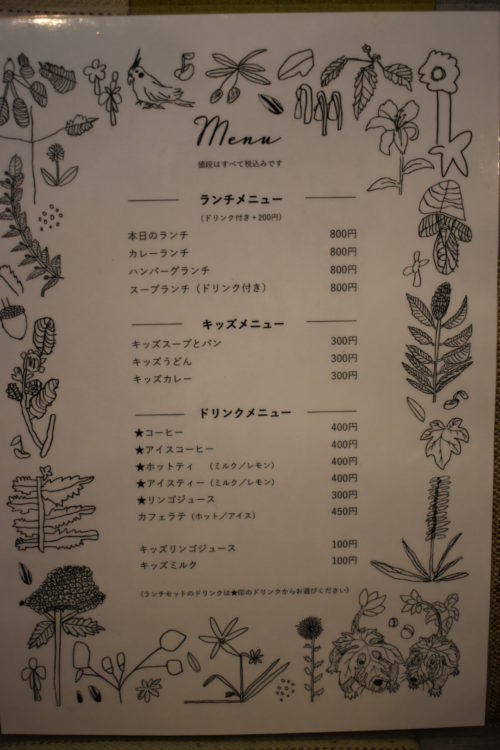 Menu
値段はすべて税込みです
ランチメニュー
(ドリンク付き＋200円)
本日のランチ 800円
カレーランチ 800円
ハンバーグランチ 800円
スープランチ（ドリンク付き） 800円
キッズメニュー
キッズスープとパン 300円
キッズうどん 300円
キッズカレー 300円
ドリンクメニュー
★コーヒー 400円
★アイスコーヒー 400円
★ホットティ （ミルク／レモン） 400円
★アイスティー（ミルク／レモン） 400円
★リンゴジュース 300円
カフェラテ（ホット／アイス） 450円
キッズリンゴジュース 100円
キッズミルク 100円
（ランチセットのドリンクは★印のドリンクからお選びください）